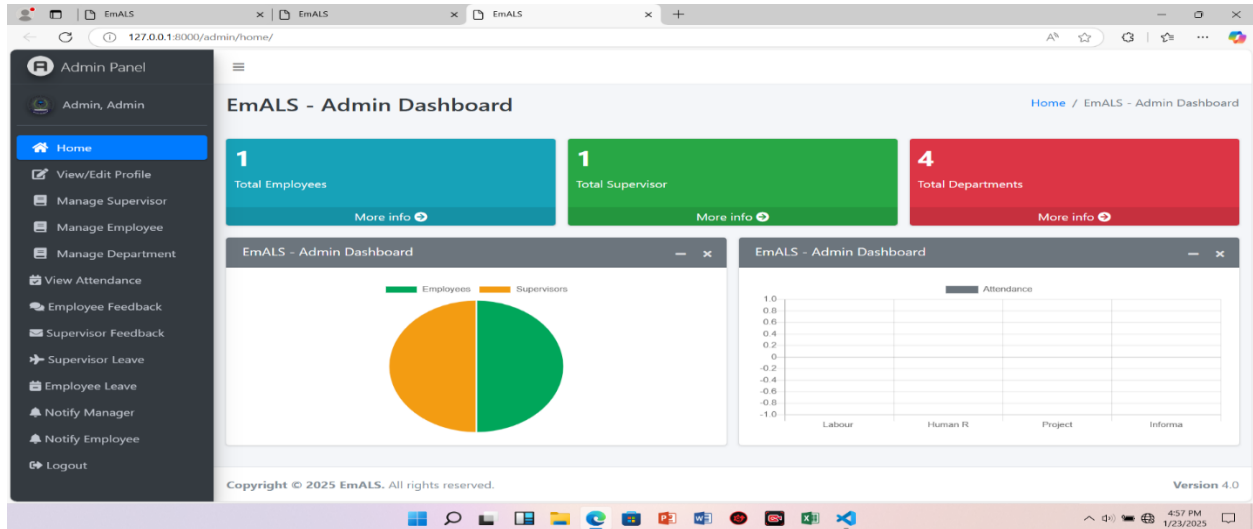 EmALS
EmALS
EmALS
127.0.0.1:8000/admin/home/
Admin Panel
Admin, Admin
Home
View/Edit Profile
Manage Supervisor
Manage Employee
Manage Department
View Attendance
Employee Feedback
Supervisor Feedback
Supervisor Leave
Employee Leave
Notify Manager
Notify Employee
Logout
EmALS - Admin Dashboard
Home / EmALS - Admin Dashboard
1
Total Employees
More info
1
Total Supervisor
More info
4
Total Departments
More info
EmALS - Admin Dashboard
Employees Supervisors
EmALS - Admin Dashboard
Attendance
1.0
0.8
0.6
0.4
0.2
0
-0.2
-0.4
-0.6
-0.8
-1.0
Labour Human R Project Informa
Copyright © 2025 EmALS. All rights reserved.
Version 4.0
4:57 PM
1/23/2025